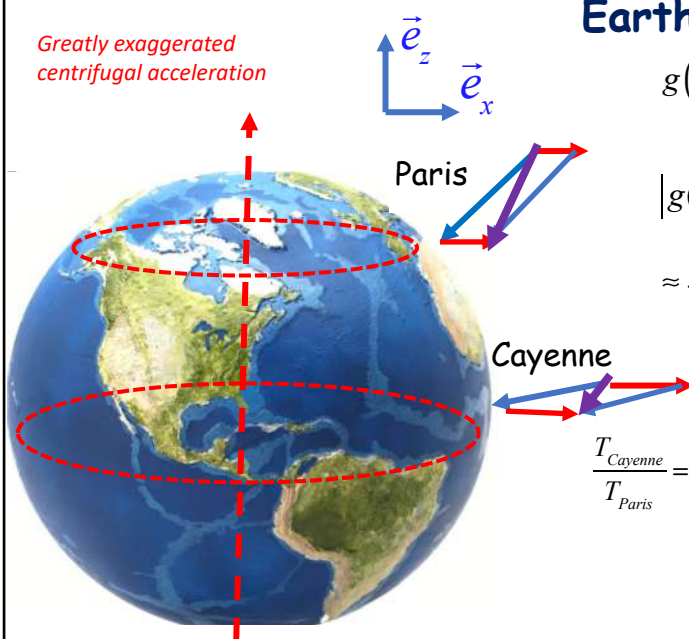 Earth
Greatly exaggerated
centrifugal acceleration
e_z
e_x
g(
Paris
|g(
≈
Cayenne
T_Cayenne / T_Paris =